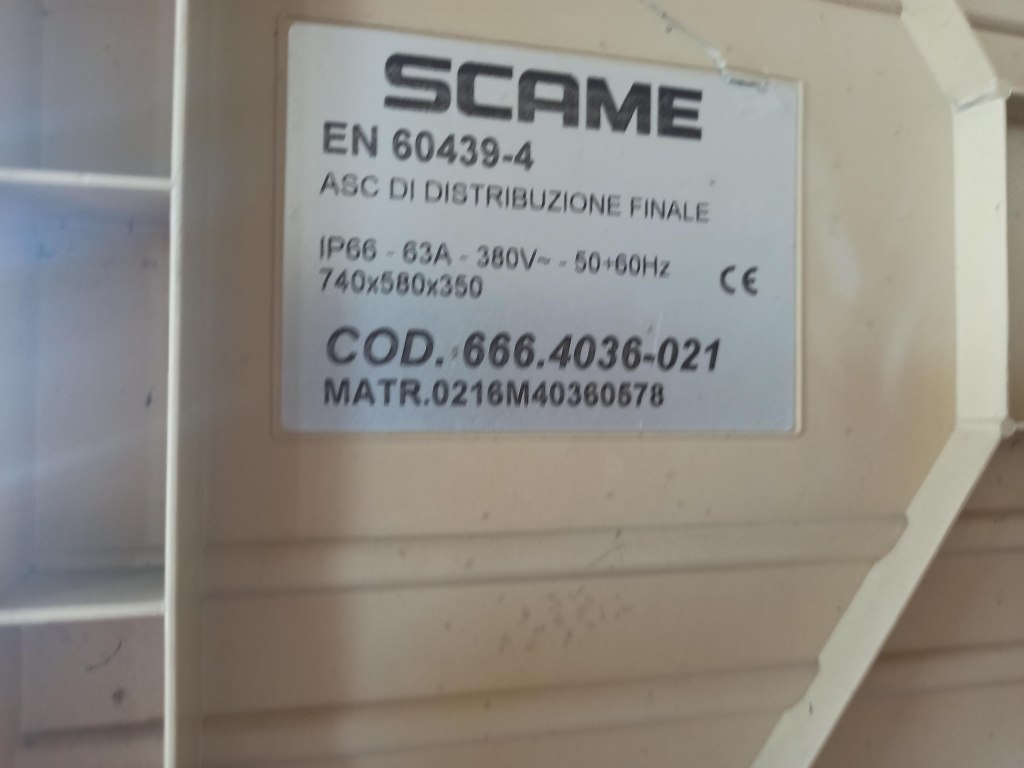 SCAME
EN 60439-4
ASC DI DISTRIBUZIONE FINALE
IP66 - 63A - 380V~ - 50÷60Hz
740x580x350
CE
COD. 666.4036-021
MATR.0216M40360578